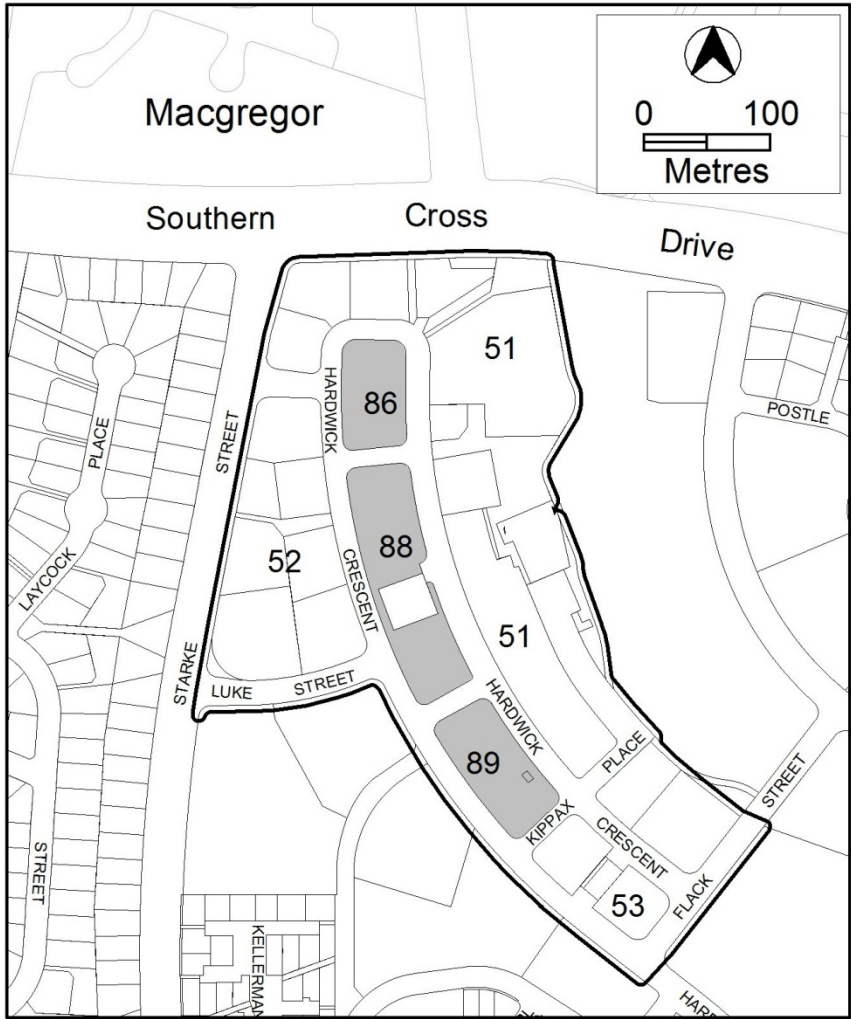 Macgregor
0 100
Metres
Southern Cross Drive
51
HARDWICK
86
POSTLE
PLACE
STREET
88
52
CRESCENT
LAYCOCK
51
STARKE
LUKE STREET
HARDWICK
PLACE
89
STREET
KIPPAX
CRESCENT
STREET
53
FLACK
KELLERMAN